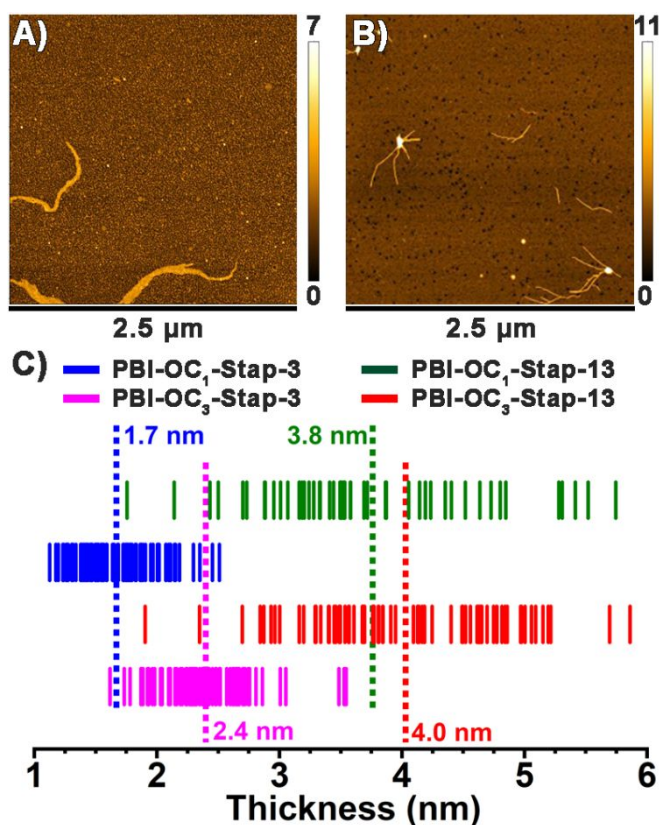 A) 7 B) 11
0 0
2.5 µm 2.5 µm
C) PBI-OC₁-Stap-3 PBI-OC₁-Stap-13
PBI-OC₃-Stap-3 PBI-OC₃-Stap-13
1.7 nm 3.8 nm
2.4 nm 4.0 nm
1 2 3 4 5 6
Thickness (nm)